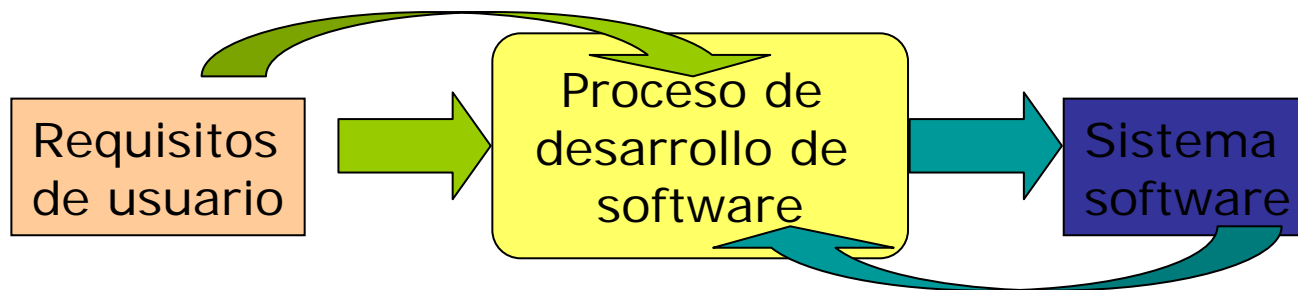 Requisitos
de usuario
Proceso de
desarrollo de
software
Sistema
software